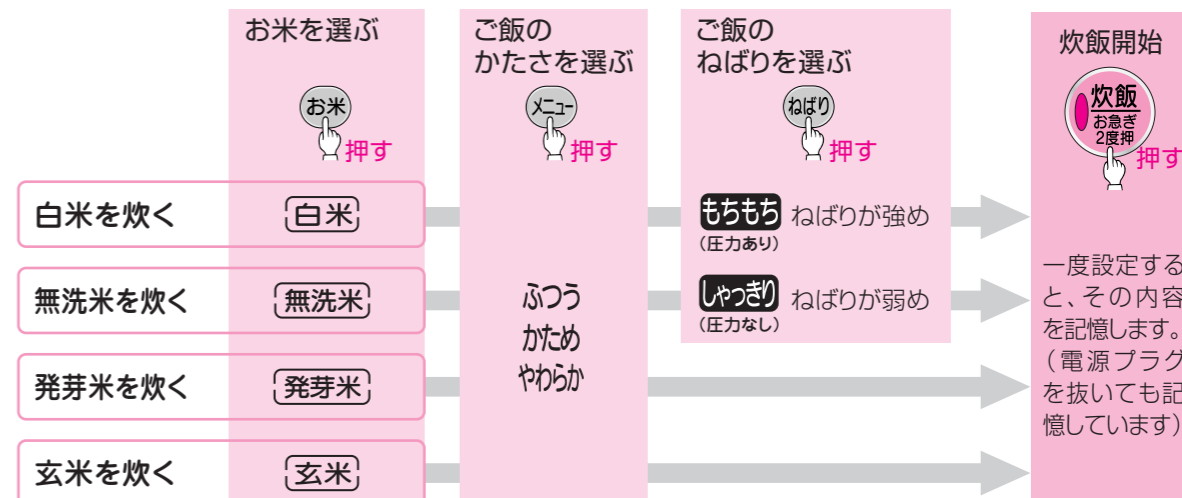 お米を選ぶ
お米
押す
ご飯の
かたさを選ぶ
メニュー
押す
ご飯の
ねばりを選ぶ
ねばり
押す
炊飯開始
炊飯
お急ぎ
2度押
押す
白米を炊く
白米
もちもち ねばりが強め
(圧力あり)
無洗米を炊く
無洗米
ふつう
かため
やわらか
しゃっきり ねばりが弱め
(圧力なし)
発芽米を炊く
発芽米
玄米を炊く
玄米
一度設定する
と、その内容
を記憶します。
(電源プラグ
を抜いても記
憶しています)